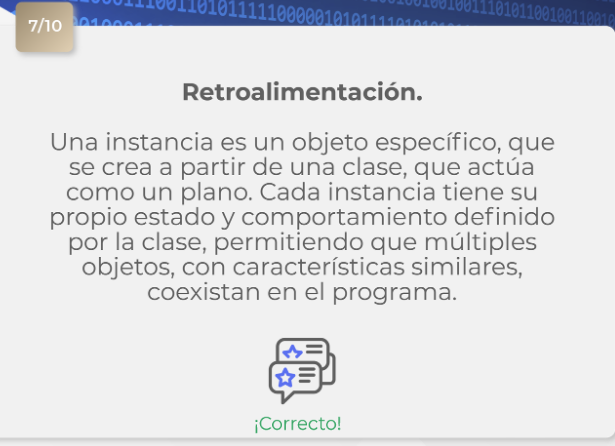 7/10
Retroalimentación.
Una instancia es un objeto específico, que
se crea a partir de una clase, que actúa
como un plano. Cada instancia tiene su
propio estado y comportamiento definido
por la clase, permitiendo que múltiples
objetos, con características similares,
coexistan en el programa.
¡Correcto!